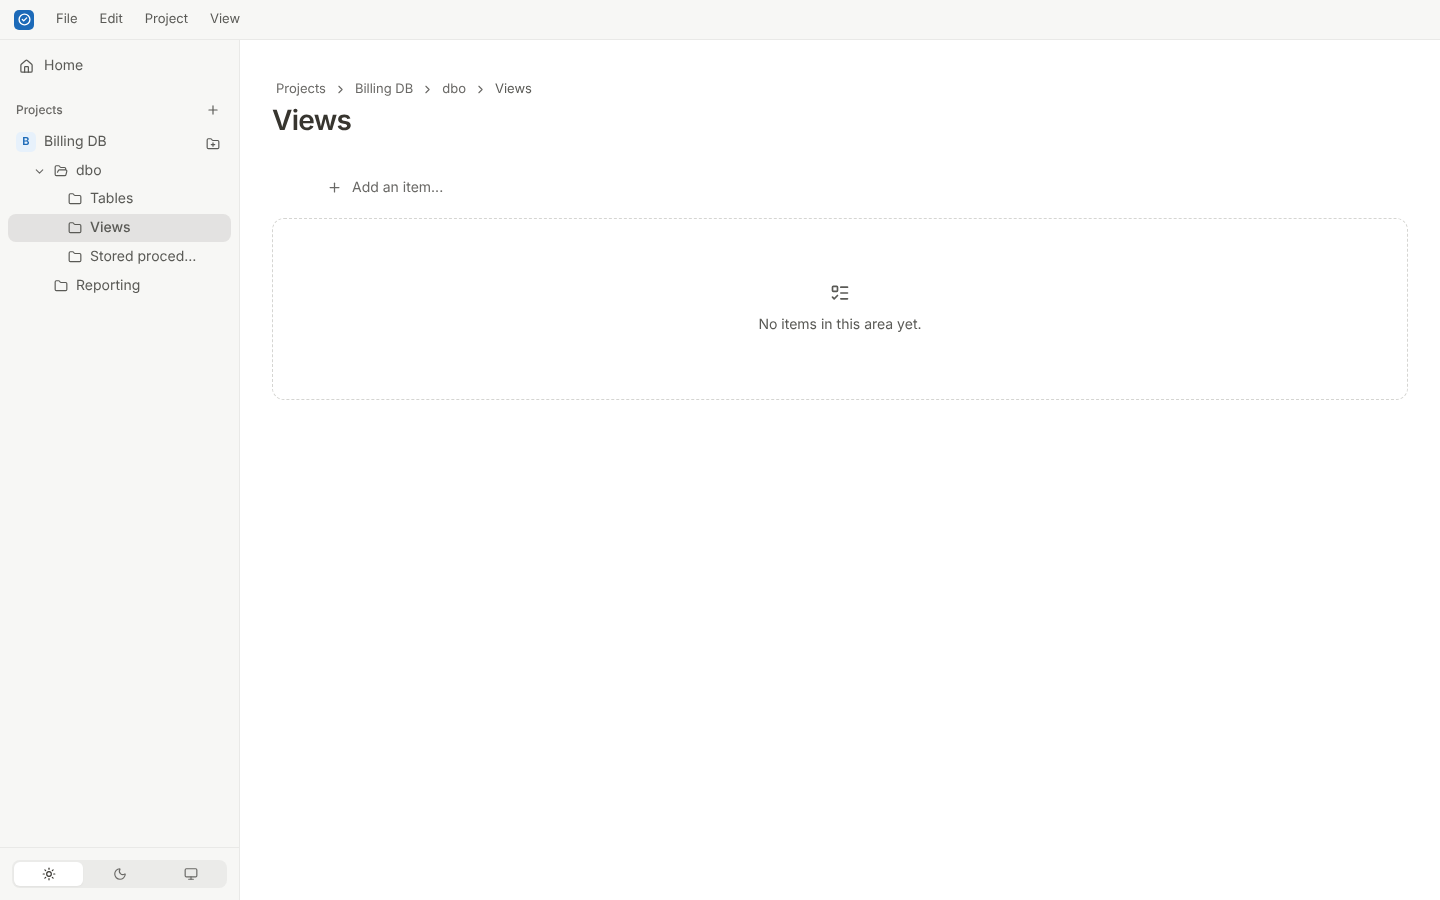 File Edit Project View
Home
Projects
B Billing DB
dbo
Tables
Views
Stored proced...
Reporting
Projects > Billing DB > dbo > Views
Views
+ Add an item...
No items in this area yet.